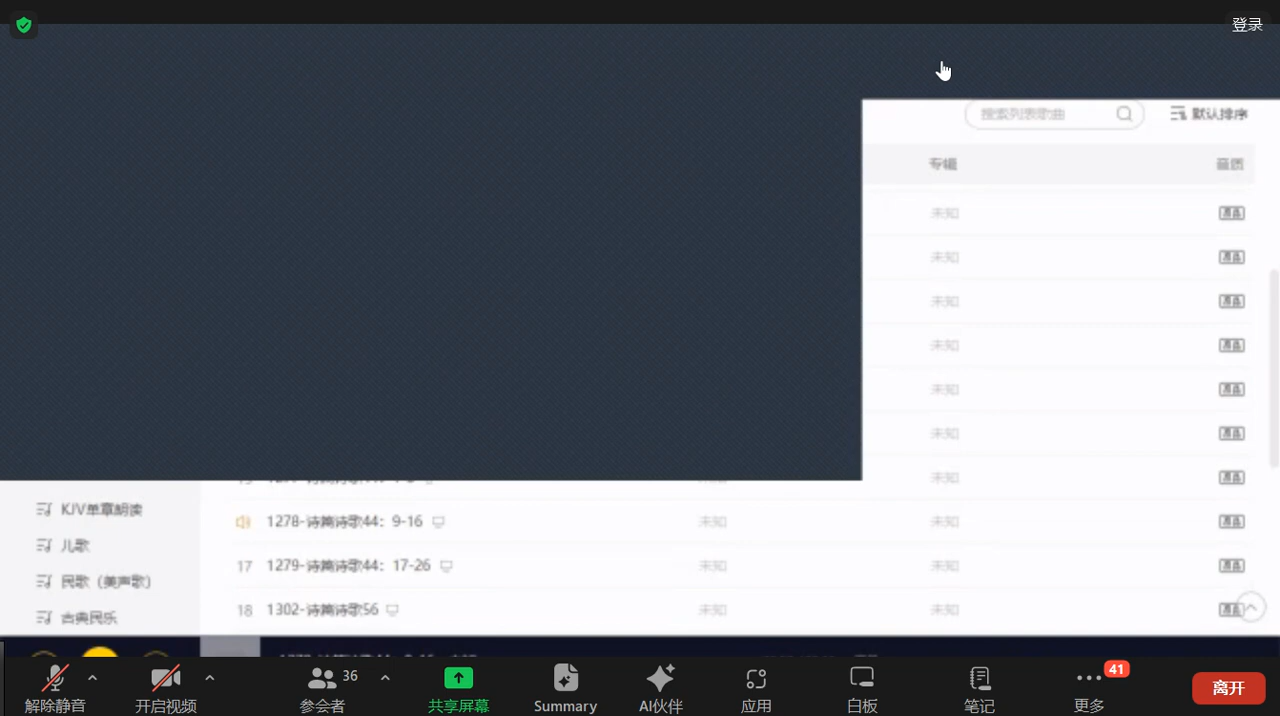 登录
搜索列表歌曲
默认排序
专辑 音质
未知
未知
未知
未知
未知
未知
未知
KJV单章朗读
儿歌
民歌（美声歌）
古典民乐
1278-诗篇诗歌44：9-16 未知 未知
17 1279-诗篇诗歌44：17-26 未知 未知
18 1302-诗篇诗歌56 未知 未知
解除静音
开启视频
36
参会者
共享屏幕
Summary
AI伙伴
应用
白板
笔记
41
更多
离开